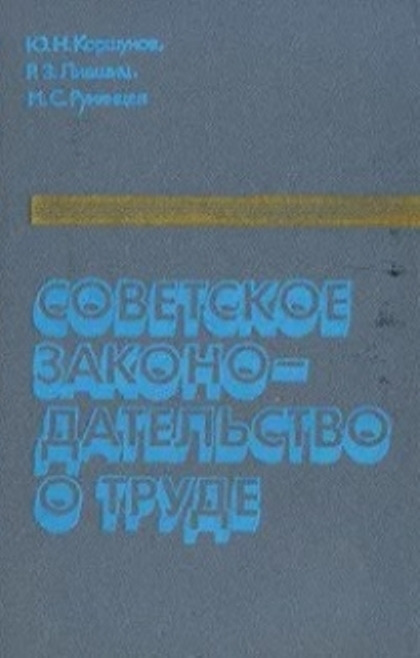 Ю.Н.Коршунов,
Р.З.Лившиц,
М.С.Румянцев
СОВЕТСКОЕ
ЗАКОНО-
ДАТЕЛЬСТВО
О ТРУДЕ